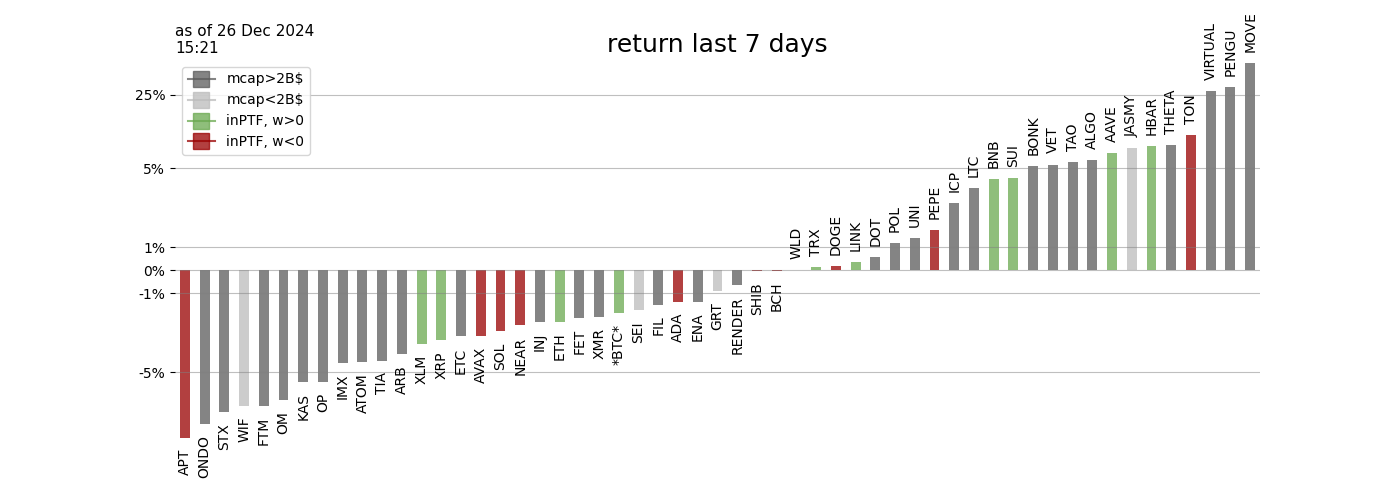 as of 26 Dec 2024
15:21
return last 7 days
mcap>2B$
mcap<2B$
inPTF, w>0
inPTF, w<0
25%
5%
1%
0%
-1%
-5%
APT
ONDO
STX
WIF
FTM
OM
KAS
OP
IMX
ATOM
TIA
ARB
XLM
XRP
ETC
AVAX
SOL
NEAR
INJ
ETH
FET
XMR
*BTC*
SEI
FIL
ADA
ENA
GRT
RENDER
SHIB
BCH
WLD
TRX
DOGE
LINK
DOT
POL
UNI
PEPE
ICP
LTC
BNB
SUI
BONK
VET
TAO
ALGO
AAVE
JASMY
HBAR
THETA
TON
VIRTUAL
PENGU
MOVE